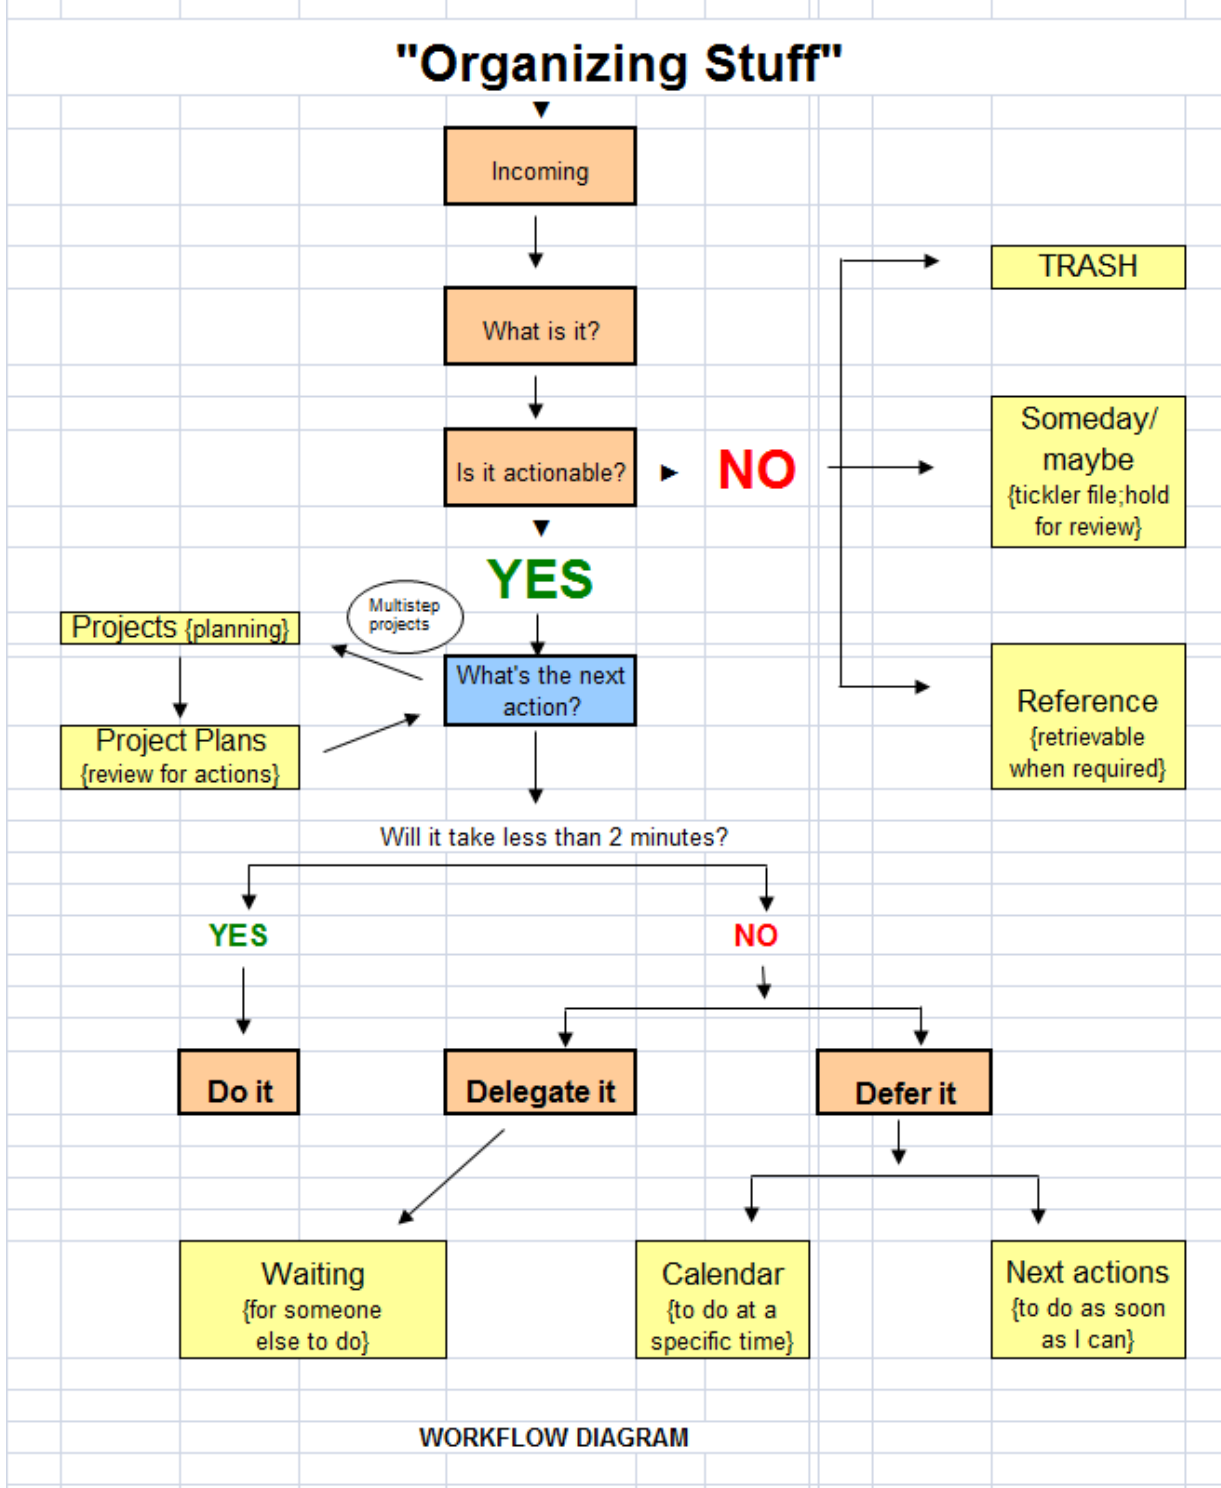 "Organizing Stuff"
Incoming
What is it?
TRASH
Is it actionable?
NO
Someday/
maybe
{tickler file;hold
for review}
YES
Multistep
projects
Projects {planning}
What's the next
action?
Project Plans
{review for actions}
Reference
{retrievable
when required}
Will it take less than 2 minutes?
YES
NO
Do it
Delegate it
Defer it
Waiting
{for someone
else to do}
Calendar
{to do at a
specific time}
Next actions
{to do as soon
as I can}
WORKFLOW DIAGRAM